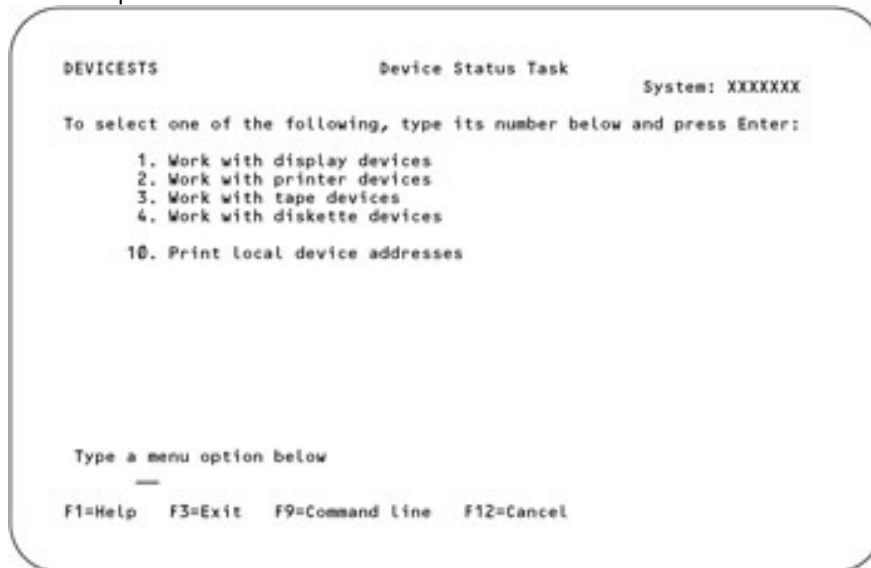 DEVICESTS Device Status Task
System: XXXXXXX
To select one of the following, type its number below and press Enter:
1. Work with display devices
2. Work with printer devices
3. Work with tape devices
4. Work with diskette devices
10. Print local device addresses
Type a menu option below
F1=Help F3=Exit F9=Command line F12=Cancel